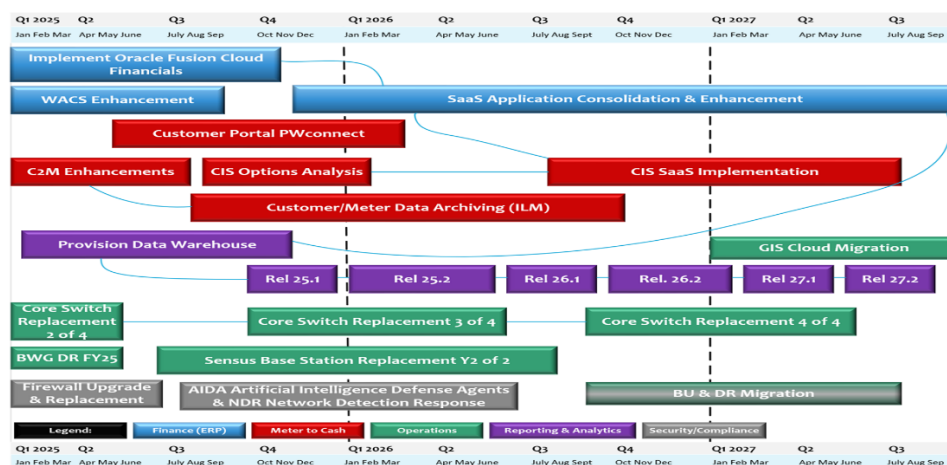 Q1 2025 Q2 Q3 Q4 Q1 2026 Q2 Q3 Q4 Q1 2027 Q2 Q3
Jan Feb Mar Apr May June July Aug Sep Oct Nov Dec Jan Feb Mar Apr May June July Aug Sept Oct Nov Dec Jan Feb Mar Apr May June July Aug Sep
Implement Oracle Fusion Cloud
Financials
WACS Enhancement
SaaS Application Consolidation & Enhancement
Customer Portal PWconnect
C2M Enhancements
CIS Options Analysis
CIS SaaS Implementation
Customer/Meter Data Archiving (ILM)
Provision Data Warehouse
GIS Cloud Migration
Rel 25.1
Rel 25.2
Rel 26.1
Rel. 26.2
Rel 27.1
Rel 27.2
Core Switch
Replacement
2 of 4
Core Switch Replacement 3 of 4
Core Switch Replacement 4 of 4
BWG DR FY25
Sensus Base Station Replacement Y2 of 2
Firewall Upgrade
& Replacement
AIDA Artificial Intelligence Defense Agents
& NDR Network Detection Response
BU & DR Migration
Legend:
Finance (ERP)
Meter to Cash
Operations
Reporting & Analytics
Security/Compliance
Q1 2025 Q2 Q3 Q4 Q1 2026 Q2 Q3 Q4 Q1 2027 Q2 Q3
Jan Feb Mar Apr May June July Aug Sep Oct Nov Dec Jan Feb Mar Apr May June July Aug Sept Oct Nov Dec Jan Feb Mar Apr May June July Aug Sep